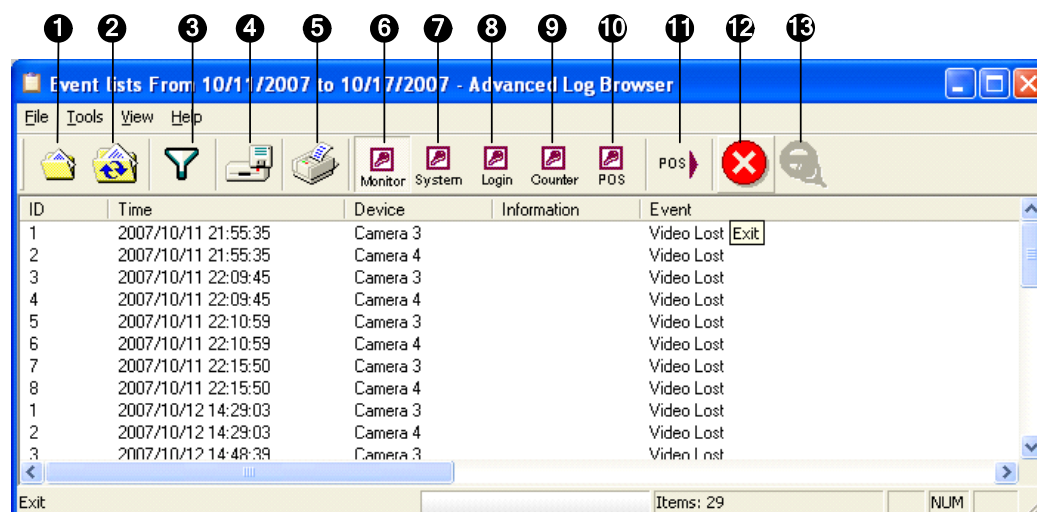 1 2 3 4 5 6 7 8 9 10 11 12 13
Event lists From 10/11/2007 to 10/17/2007 - Advanced Log Browser
File Tools View Help
Monitor System Login Counter POS POS
ID Time Device Information Event
1 2007/10/11 21:55:35 Camera 3 Video Lost Exit
2 2007/10/11 21:55:35 Camera 4 Video Lost
3 2007/10/11 22:09:45 Camera 3 Video Lost
4 2007/10/11 22:09:45 Camera 4 Video Lost
5 2007/10/11 22:10:59 Camera 3 Video Lost
6 2007/10/11 22:10:59 Camera 4 Video Lost
7 2007/10/11 22:15:50 Camera 3 Video Lost
8 2007/10/11 22:15:50 Camera 4 Video Lost
1 2007/10/12 14:29:03 Camera 3 Video Lost
2 2007/10/12 14:29:03 Camera 4 Video Lost
3 2007/10/12 14:48:39 Camera 3 Video Lost
Exit Items: 29 NUM